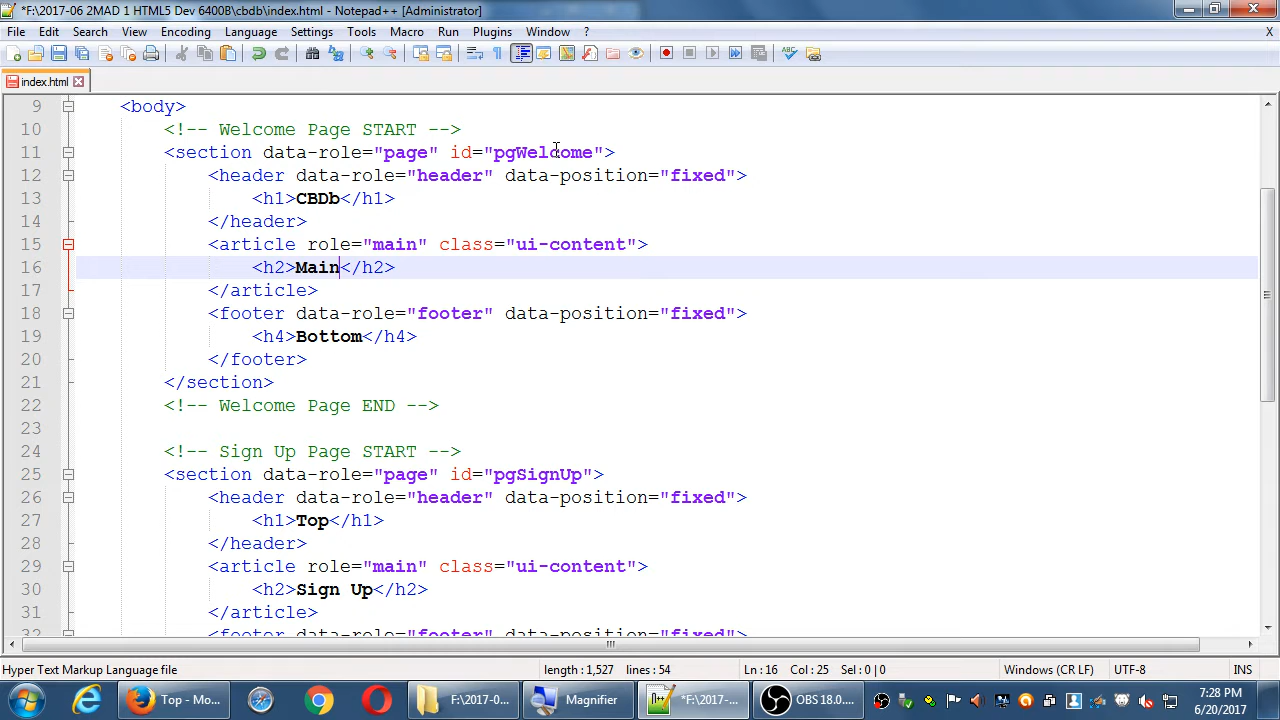 *F:\2017-06 2MAD 1 HTML5 Dev 6400B\cbdb\index.html - Notepad++ [Administrator]
File Edit Search View Encoding Language Settings Tools Macro Run Plugins Window ? X
index.html
9 <body>
10 <!-- Welcome Page START -->
11 <section data-role="page" id="pgWelcome">
12 <header data-role="header" data-position="fixed">
13 <h1>CBDb</h1>
14 </header>
15 <article role="main" class="ui-content">
16 <h2>Main</h2>
17 </article>
18 <footer data-role="footer" data-position="fixed">
19 <h4>Bottom</h4>
20 </footer>
21 </section>
22 <!-- Welcome Page END -->
23
24 <!-- Sign Up Page START -->
25 <section data-role="page" id="pgSignUp">
26 <header data-role="header" data-position="fixed">
27 <h1>Top</h1>
28 </header>
29 <article role="main" class="ui-content">
30 <h2>Sign Up</h2>
31 </article>
32 <footer data-role="footer" data-position="fixed">
Hyper Text Markup Language file length : 1,527 lines : 54 Ln : 16 Col : 25 Sel : 0 | 0 Windows (CR LF) UTF-8 INS
Top - Mo... F:\2017-0... Magnifier *F:\2017-... OBS 18.0.... 7:28 PM
6/20/2017